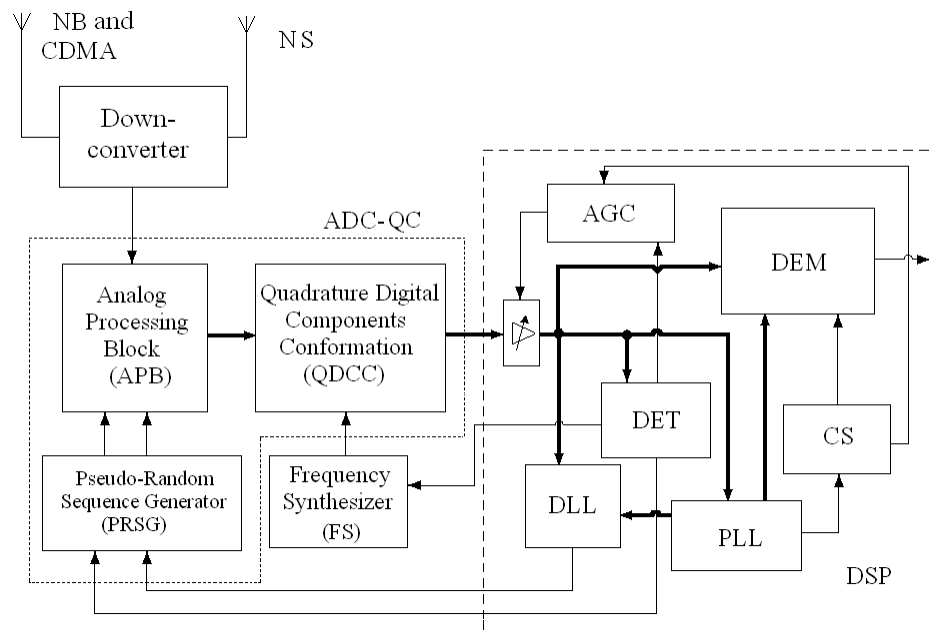 NB and
CDMA
NS
Down-
converter
ADC-QC
Analog
Processing
Block
(APB)
Quadrature Digital
Components
Conformation
(QDCC)
Pseudo-Random
Sequence Generator
(PRSG)
Frequency
Synthesizer
(FS)
AGC
DEM
DET
CS
DLL
PLL
DSP